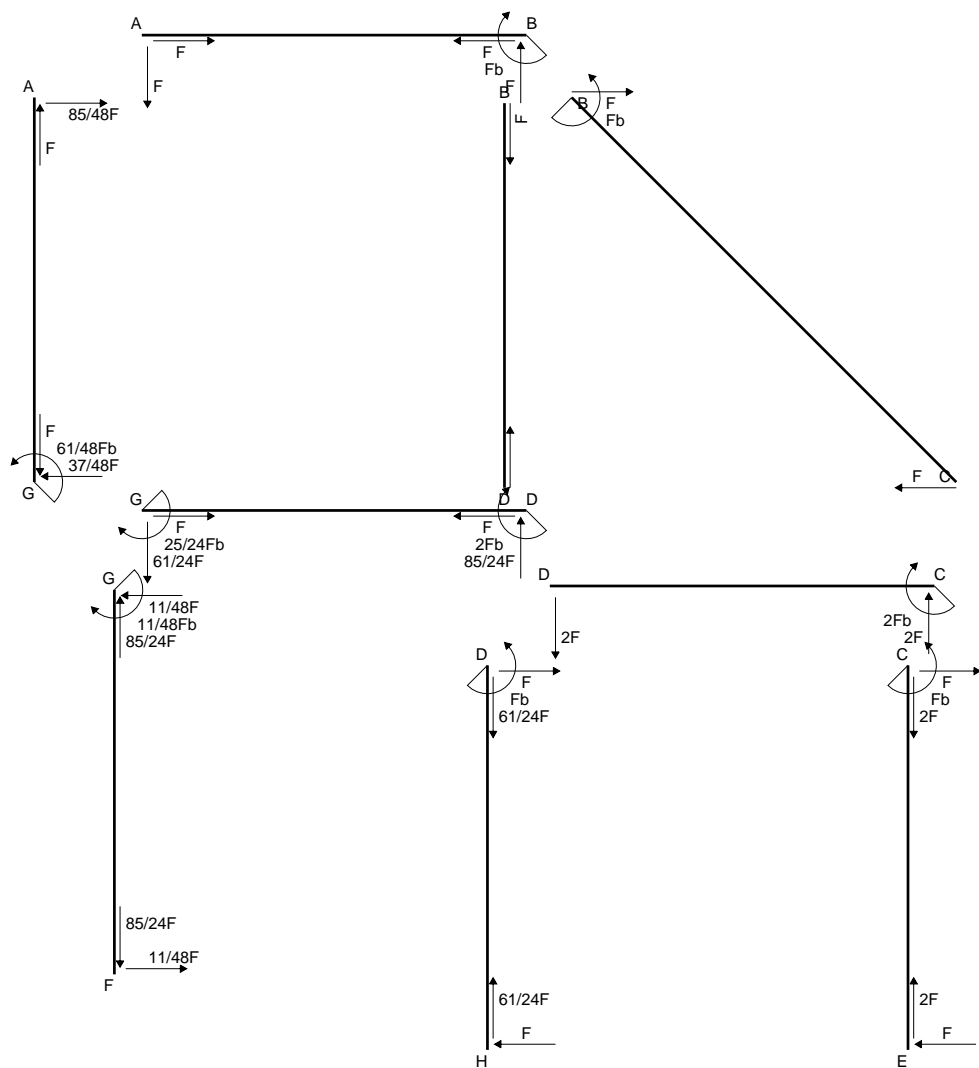 A
B
F
F
Fb
F
F
A
85/48F
F
B
F
B
F
Fb
F
61/48Fb
37/48F
G
F
C
G
D
D
F
25/24Fb
61/24F
F
2Fb
85/24F
G
11/48F
11/48Fb
85/24F
D
C
2F
2Fb
2F
D
F
Fb
61/24F
C
F
Fb
2F
85/24F
11/48F
F
61/24F
F
H
2F
F
E